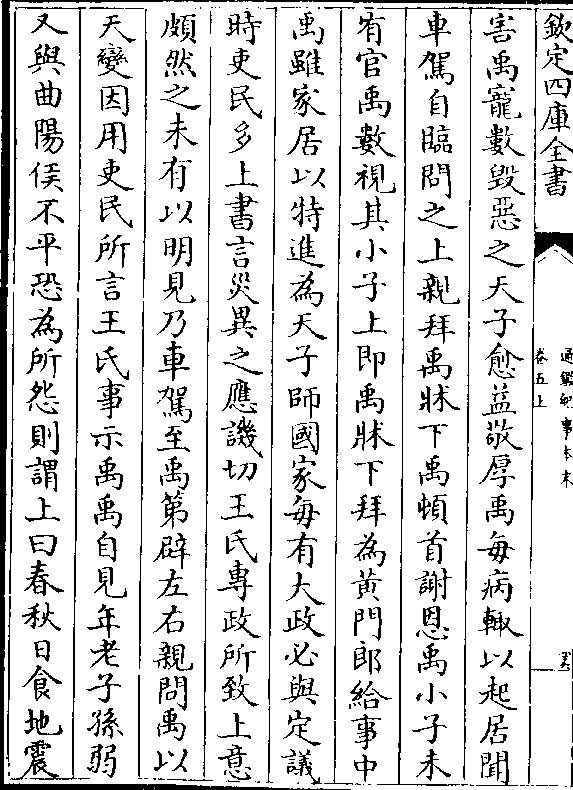 欽定四庫全書
通鑑紀事本末
卷五上
害禹寵數毀惡之天子愈益敬厚禹每病輒以起居聞
車駕自臨問之上親拜禹牀下禹頓首謝恩禹小子未
有官禹數視其小子上即禹牀下拜為黄門郎給事中
禹雖家居以特進為天子師國家每有大政必與定議
時吏民多上書言災異之應譏切王氏專政所致上意
頗然之未有以明見乃車駕至禹第辟左右親問禹以
天變因用吏民所言王氏事示禹禹自見年老子孫弱
又與曲陽侯不平恐為所怨則謂上曰春秋日食地震